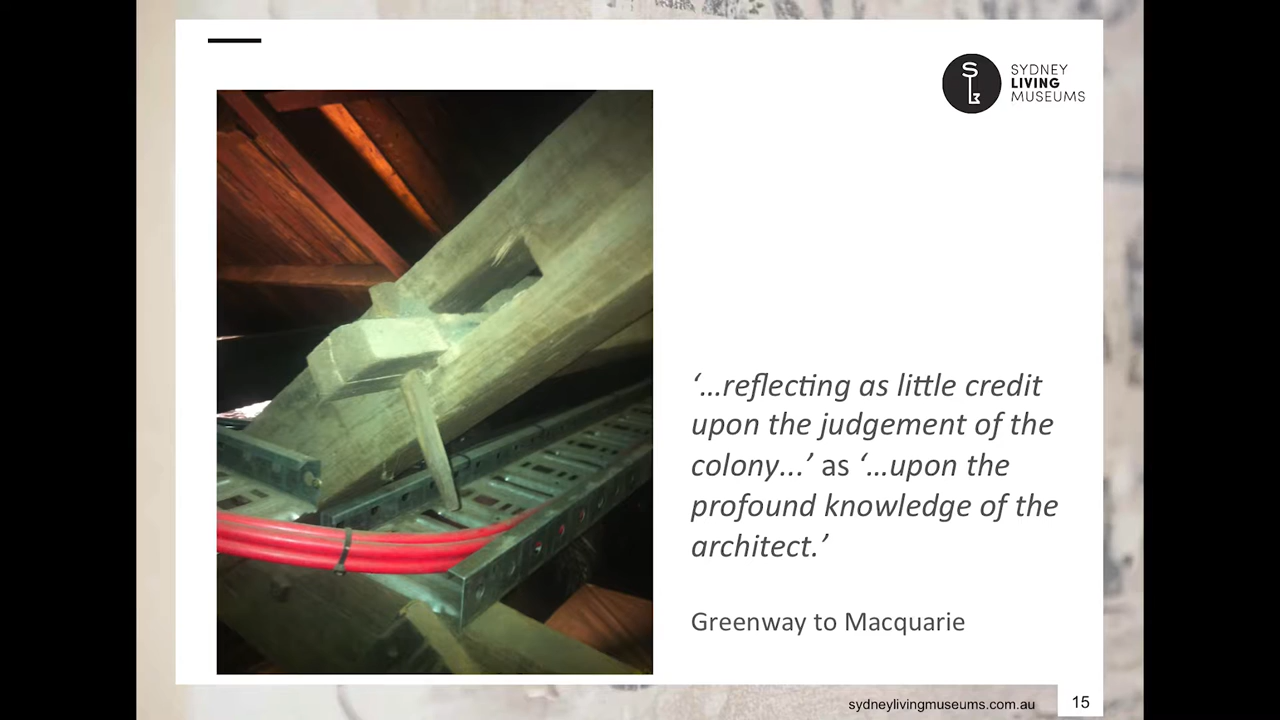 SYDNEY
LIVING
MUSEUMS
‘...reflecting as little credit
upon the judgement of the
colony...’ as ‘...upon the
profound knowledge of the
architect.’
Greenway to Macquarie
sydneylivingmuseums.com.au
15